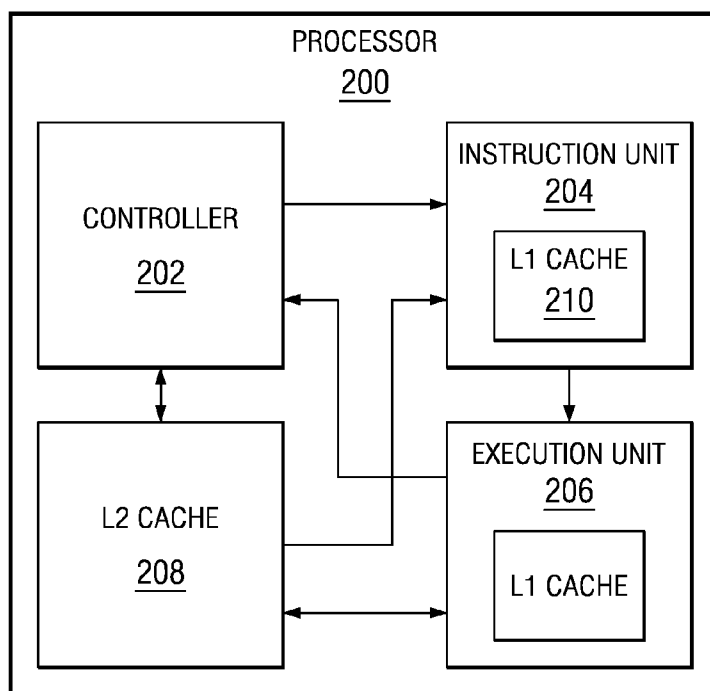 PROCESSOR
200
CONTROLLER
202
INSTRUCTION UNIT
204
L1 CACHE
210
L2 CACHE
208
EXECUTION UNIT
206
L1 CACHE